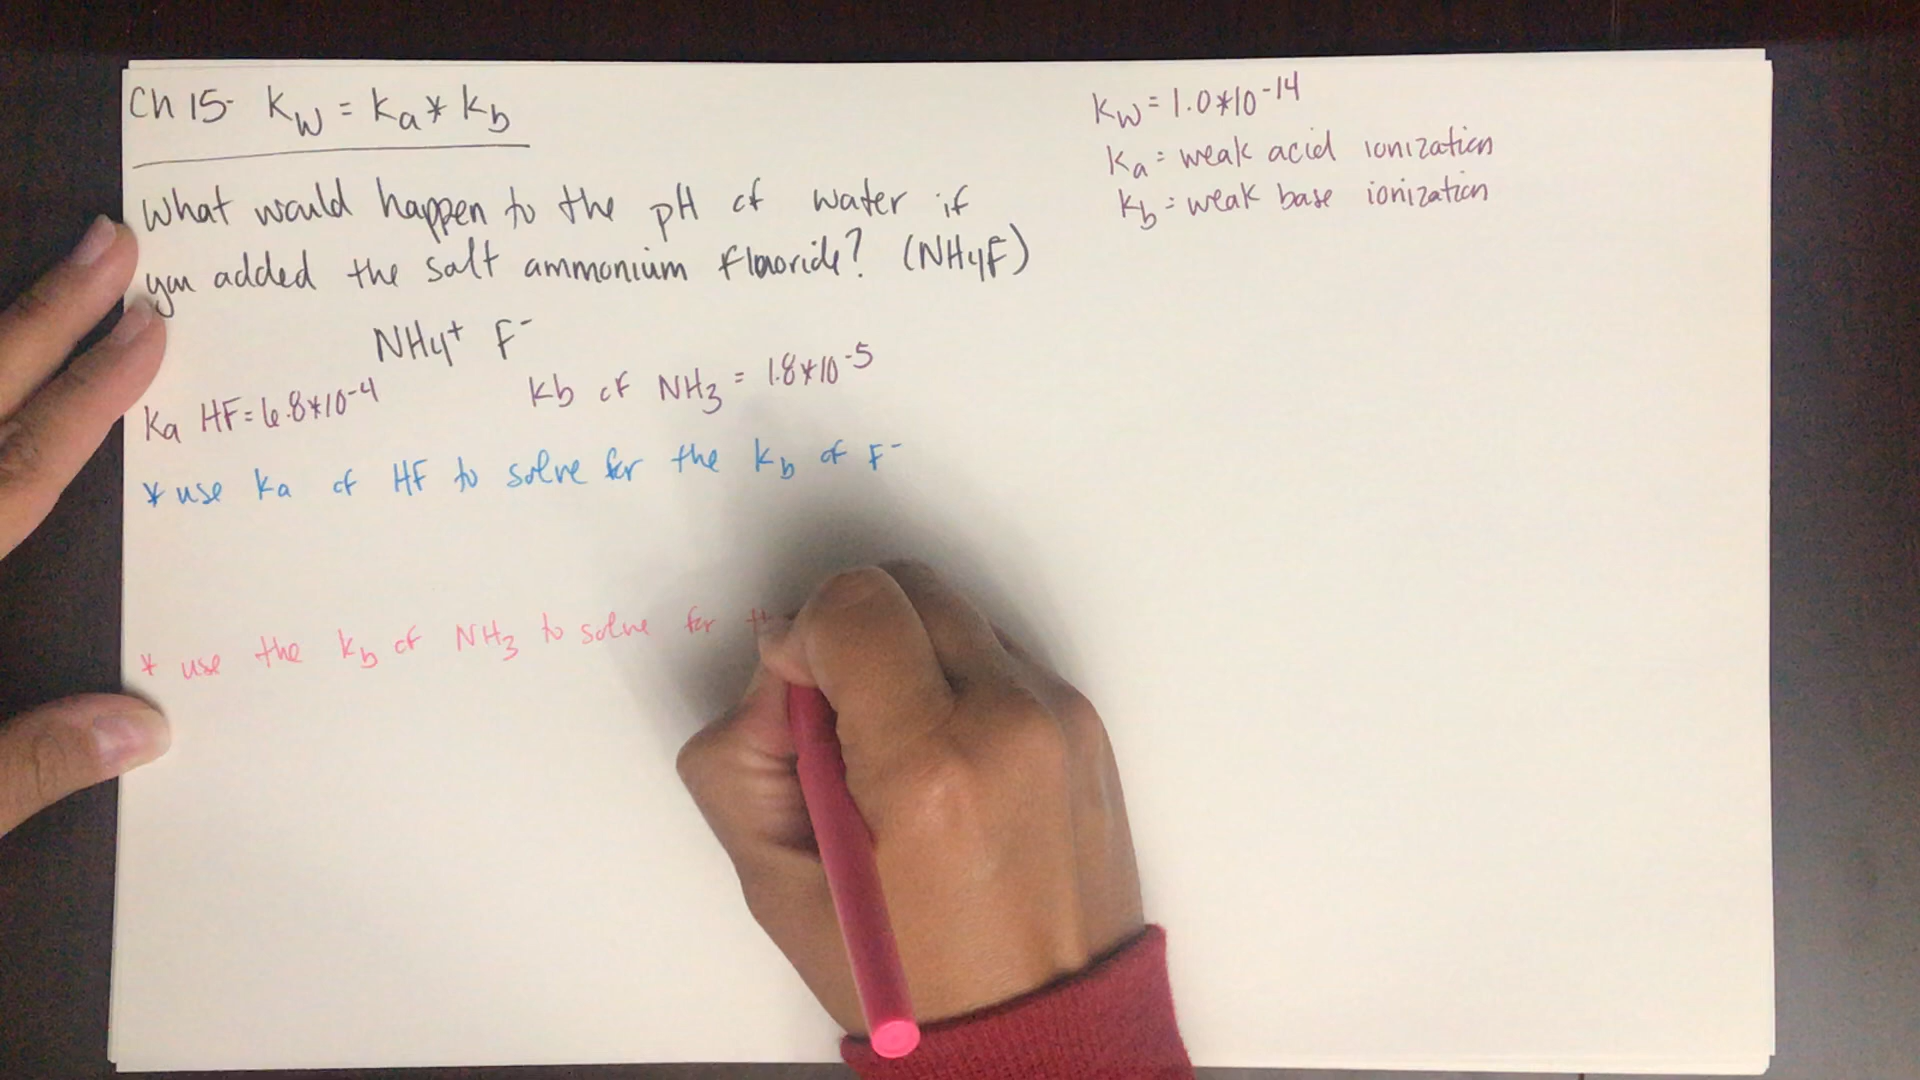 Ch 15- Kw = Ka * Kb
What would happen to the pH of water if
you added the salt ammonium fluoride? (NH4F)
NH4+ F-
Ka HF = 6.8*10-4
Kb of NH3 = 1.8*10-5
* use Ka of HF to solve for the Kb of F-
* use the Kb of NH3 to solve for
Kw = 1.0*10-14
Ka = weak acid ionization
Kb = weak base ionization